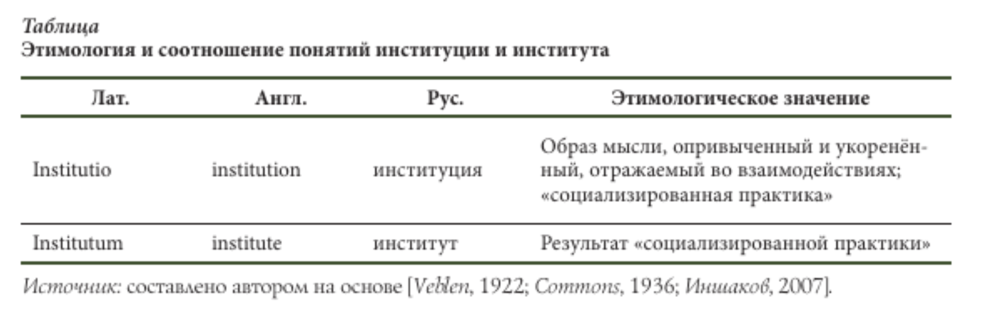 Таблица
Этимология и соотношение понятий институции и института
Лат. Англ. Рус. Этимологическое значение
Образ мысли, опривыченный и укоренён-
Institutio institution институция ный, отражаемый во взаимодействиях;
«социализированная практика»
Institutum institute институт Результат «социализированной практики»
Источник: составлено автором на основе [Veblen, 1922; Commons, 1936; Иншаков, 2007].